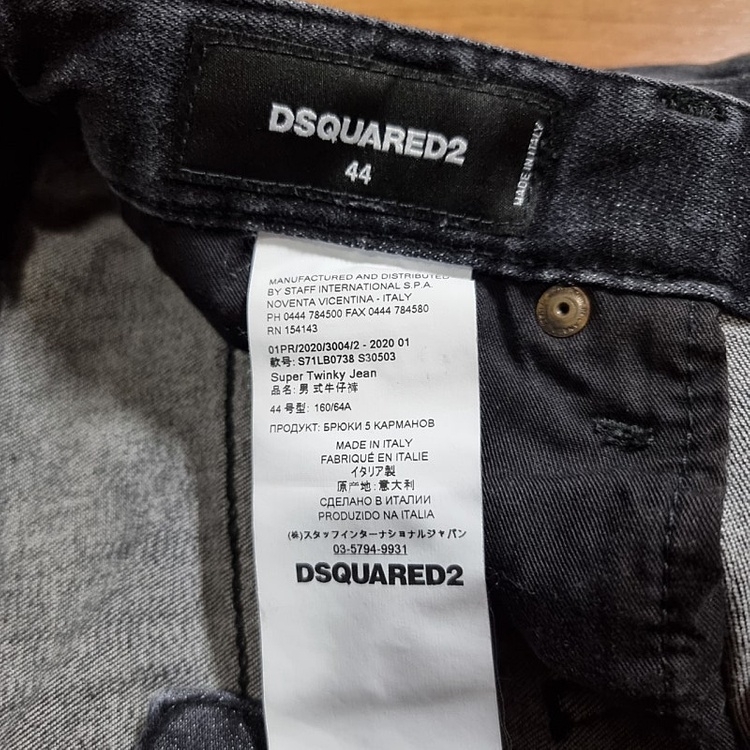 DSQUARED2
44
MADE IN ITALY
MANUFACTURED AND DISTRIBUTED
BY STAFF INTERNATIONAL S.P.A.
NOVENTA VICENTINA - ITALY
PH 0444 784500 FAX 0444 784580
RN 154143
01PR/2020/3004/2 - 2020 01
款号: S71LB0738 S30503
Super Twinky Jean
品名: 男式牛仔裤
44 号型: 160/64A
ПРОДУКТ: БРЮКИ 5 КАРМАНОВ
MADE IN ITALY
FABRIQUÉ EN ITALIE
イタリア製
原产地: 意大利
СДЕЛАНО В ИТАЛИИ
PRODUZIDO NA ITALIA
(株)スタッフインターナショナルジャパン
03-5794-9931
DSQUARED2